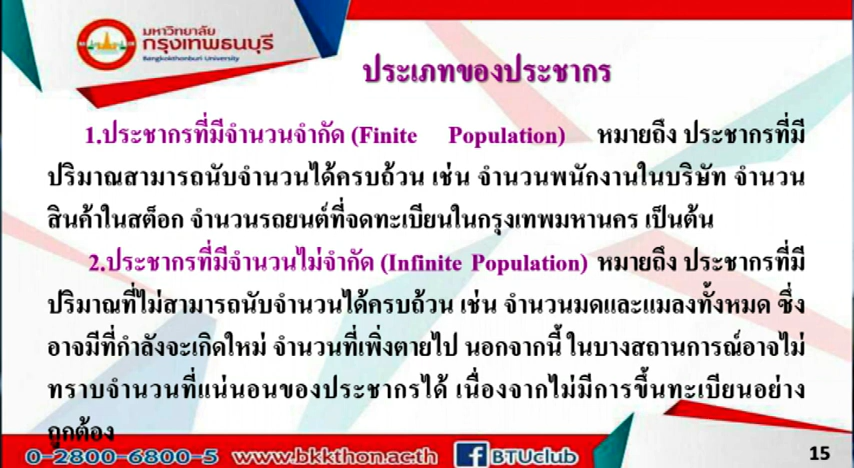 มหาวิทยาลัย
กรุงเทพธนบุรี
Bangkokthonburi University
ประเภทของประชากร
1.ประชากรที่มีจำนวนจำกัด (Finite Population) หมายถึง ประชากรที่มี
ปริมาณสามารถนับจำนวนได้ครบถ้วน เช่น จำนวนพนักงานในบริษัท จำนวน
สินค้าในสต็อก จำนวนรถยนต์ที่จดทะเบียนในกรุงเทพมหานคร เป็นต้น
2.ประชากรที่มีจำนวนไม่จำกัด (Infinite Population) หมายถึง ประชากรที่มี
ปริมาณที่ไม่สามารถนับจำนวนได้ครบถ้วน เช่น จำนวนมดและแมลงทั้งหมด ซึ่ง
อาจมีที่กำลังจะเกิดใหม่ จำนวนที่เพิ่งตายไป นอกจากนี้ ในบางสถานการณ์อาจไม่
ทราบจำนวนที่แน่นอนของประชากรได้ เนื่องจากไม่มีการขึ้นทะเบียนอย่าง
ถูกต้อง
0-2800-6800-5 www.bkkthon.ac.th f BTUclub
15